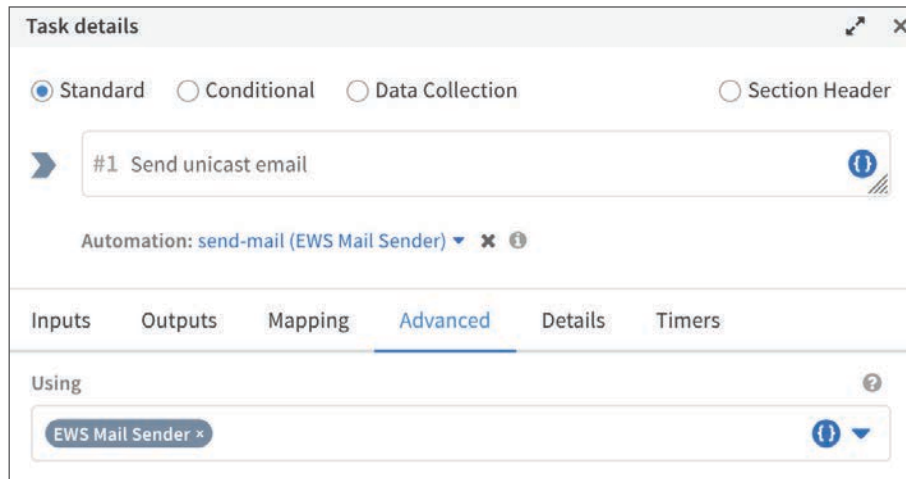 Task details
Standard Conditional Data Collection Section Header
#1 Send unicast email
Automation: send-mail (EWS Mail Sender)
Inputs Outputs Mapping Advanced Details Timers
Using
EWS Mail Sender ×